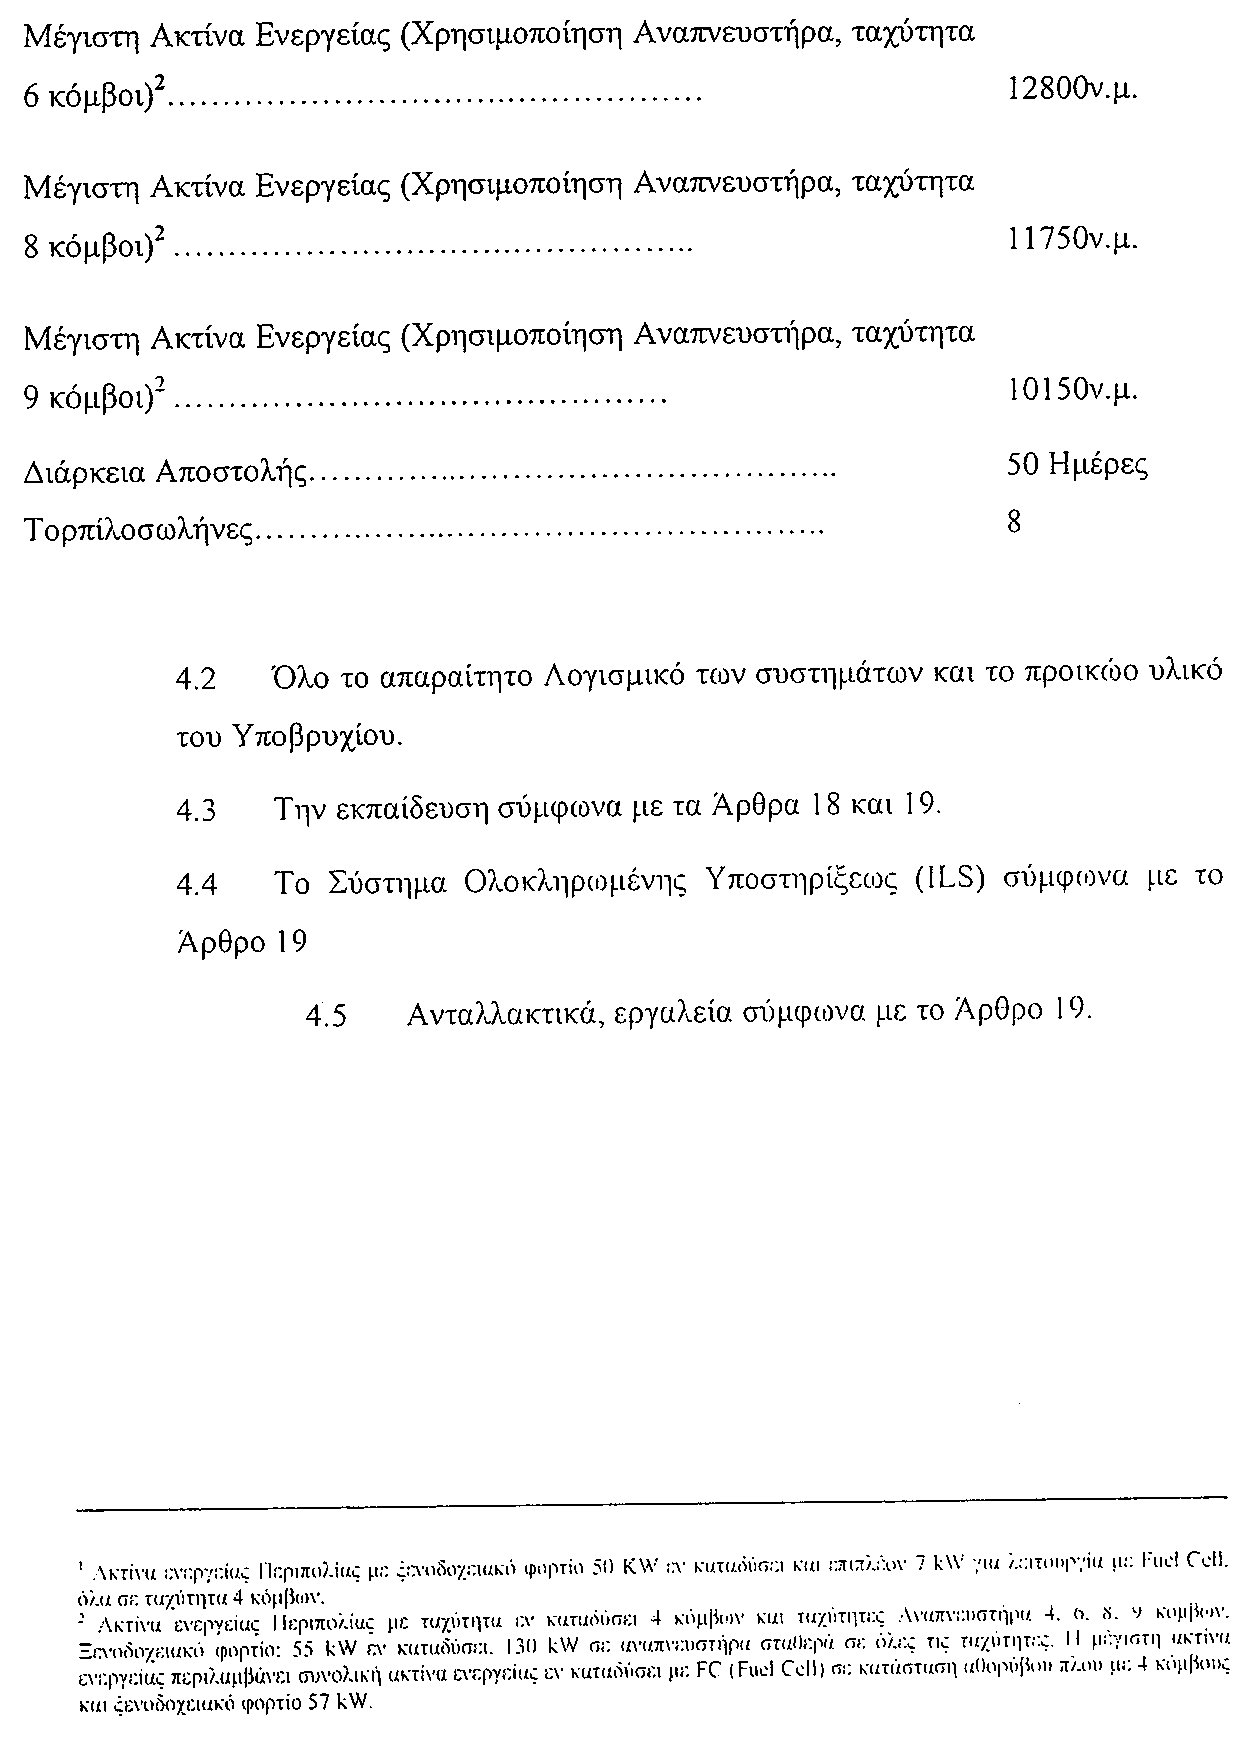 Μέγιστη Ακτίνα Ενεργείας (Χρησιμοποίηση Αναπνευστήρα, ταχύτητα
6 κόμβοι)²................................................. 12800ν.μ.
Μέγιστη Ακτίνα Ενεργείας (Χρησιμοποίηση Αναπνευστήρα, ταχύτητα
8 κόμβοι)²................................................ 11750ν.μ.
Μέγιστη Ακτίνα Ενεργείας (Χρησιμοποίηση Αναπνευστήρα, ταχύτητα
9 κόμβοι)²............................................. 10150ν.μ.
Διάρκεια Αποστολής................................................ 50 Ημέρες
Τορπίλοσωλήνες.................................................... 8
4.2 Όλο το απαραίτητο Λογισμικό των συστημάτων και το προικώο υλικό
του Υποβρυχίου.
4.3 Την εκπαίδευση σύμφωνα με τα Άρθρα 18 και 19.
4.4 Το Σύστημα Ολοκληρωμένης Υποστηρίξεως (ILS) σύμφωνα με το
Άρθρο 19
4.5 Ανταλλακτικά, εργαλεία σύμφωνα με το Άρθρο 19.
¹ Ακτίνα ενεργείας Περιπολίας με ξενοδοχειακό φορτίο 50 KW εν καταδύσει και επιπλέον 7 kW για λειτουργία με Fuel Cell.
όλα σε ταχύτητα 4 κόμβων.
² Ακτίνα ενεργείας Περιπολίας με ταχύτητα εν καταδύσει 4 κόμβων και ταχύτητες Αναπνευστήρα 4, 6, 8, 9 κόμβων.
Ξενοδοχειακό φορτίο: 55 kW εν καταδύσει. 130 kW σε αναπνευστήρα σταθερά σε όλες τις ταχύτητες. Η μέγιστη ακτίνα
ενεργείας περιλαμβάνει συνολική ακτίνα ενεργείας εν καταδύσει με FC (Fuel Cell) σε κατάσταση αθορύβου πλου με 4 κόμβους
και ξενοδοχειακό φορτίο 57 kW.